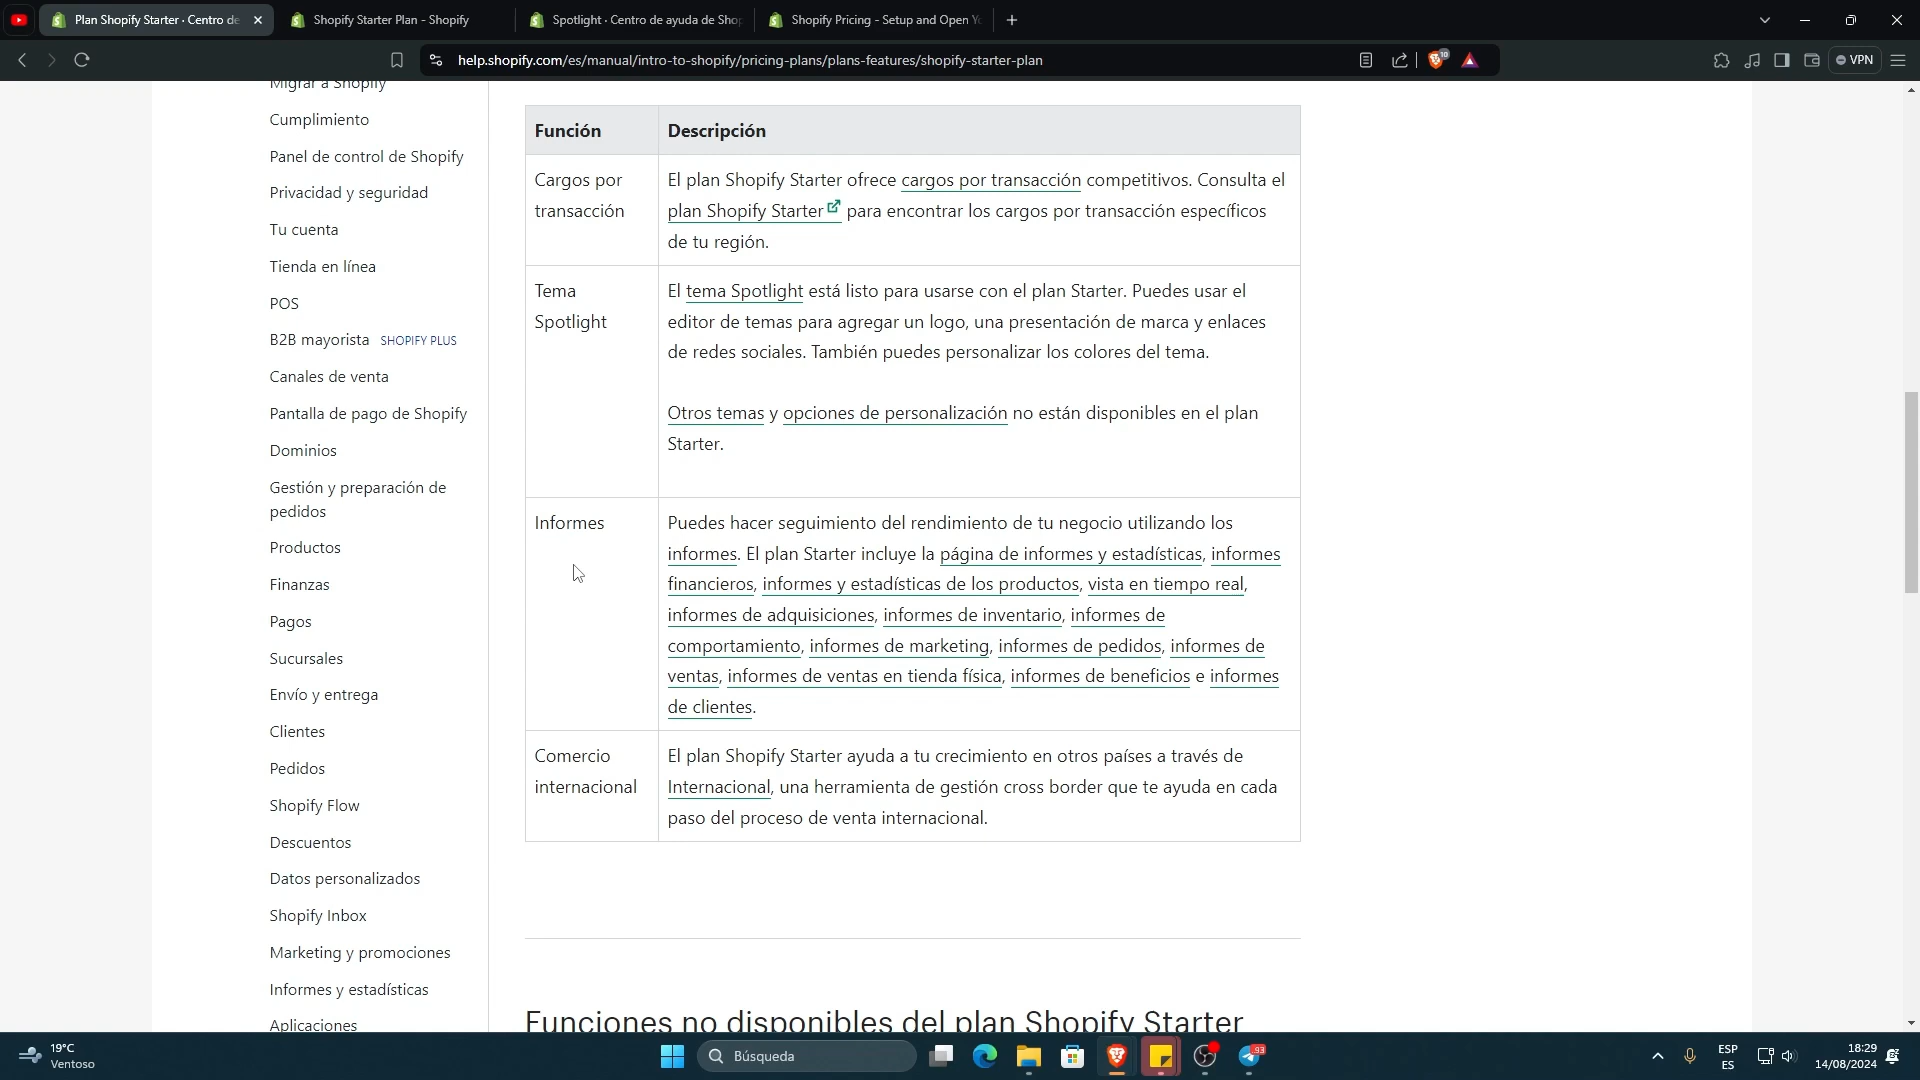 Plan Shopify Starter · Centro de
Shopify Starter Plan - Shopify
Spotlight · Centro de ayuda de Sho
Shopify Pricing - Setup and Open Y
help.shopify.com/es/manual/intro-to-shopify/pricing-plans/plans-features/shopify-starter-plan
10
VPN
Migrar a Shopify
Cumplimiento
Panel de control de Shopify
Privacidad y seguridad
Tu cuenta
Tienda en línea
POS
B2B mayorista SHOPIFY PLUS
Canales de venta
Pantalla de pago de Shopify
Dominios
Gestión y preparación de
pedidos
Productos
Finanzas
Pagos
Sucursales
Envío y entrega
Clientes
Pedidos
Shopify Flow
Descuentos
Datos personalizados
Shopify Inbox
Marketing y promociones
Informes y estadísticas
Aplicaciones
Función
Descripción
Cargos por
transacción
El plan Shopify Starter ofrece cargos por transacción competitivos. Consulta el
plan Shopify Starter para encontrar los cargos por transacción específicos
de tu región.
Tema
Spotlight
El tema Spotlight está listo para usarse con el plan Starter. Puedes usar el
editor de temas para agregar un logo, una presentación de marca y enlaces
de redes sociales. También puedes personalizar los colores del tema.
Otros temas y opciones de personalización no están disponibles en el plan
Starter.
Informes
Puedes hacer seguimiento del rendimiento de tu negocio utilizando los
informes. El plan Starter incluye la página de informes y estadísticas, informes
financieros, informes y estadísticas de los productos, vista en tiempo real,
informes de adquisiciones, informes de inventario, informes de
comportamiento, informes de marketing, informes de pedidos, informes de
ventas, informes de ventas en tienda física, informes de beneficios e informes
de clientes.
Comercio
internacional
El plan Shopify Starter ayuda a tu crecimiento en otros países a través de
Internacional, una herramienta de gestión cross border que te ayuda en cada
paso del proceso de venta internacional.
Funciones no disponibles del plan Shopify Starter
19°C
Ventoso
Búsqueda
93
ESP
ES
18:29
14/08/2024